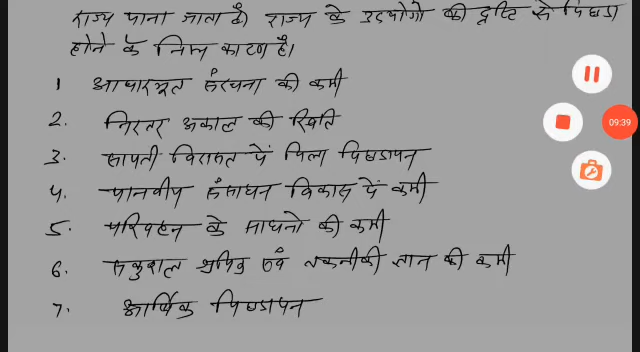 राज्य माना जाता है। राज्य के उद्योगो की दृष्टि से पिछडा
होने के निम्न कारण है।
1 आधारभूत संरचना की कमी
2. निरंतर अकाल की स्थिति
3. सामंती विरासत में मिला पिछडापन
4. मानवीय संसाधन विकास में कमी
5. परिवहन के साधनो की कमी
6. अकुशल श्रमिक एवं तकनीकी ज्ञान की कमी
7. आर्थिक पिछडापन
09:39